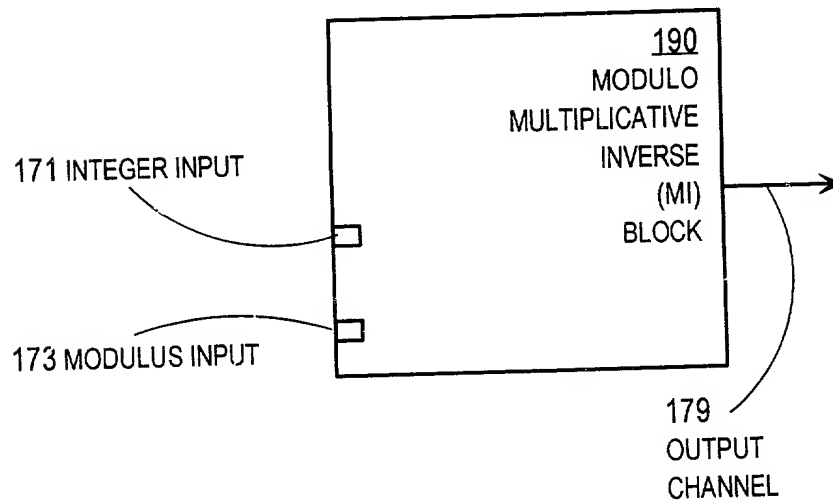 190
MODULO
MULTIPLICATIVE
INVERSE
(MI)
BLOCK
171 INTEGER INPUT
173 MODULUS INPUT
179
OUTPUT
CHANNEL